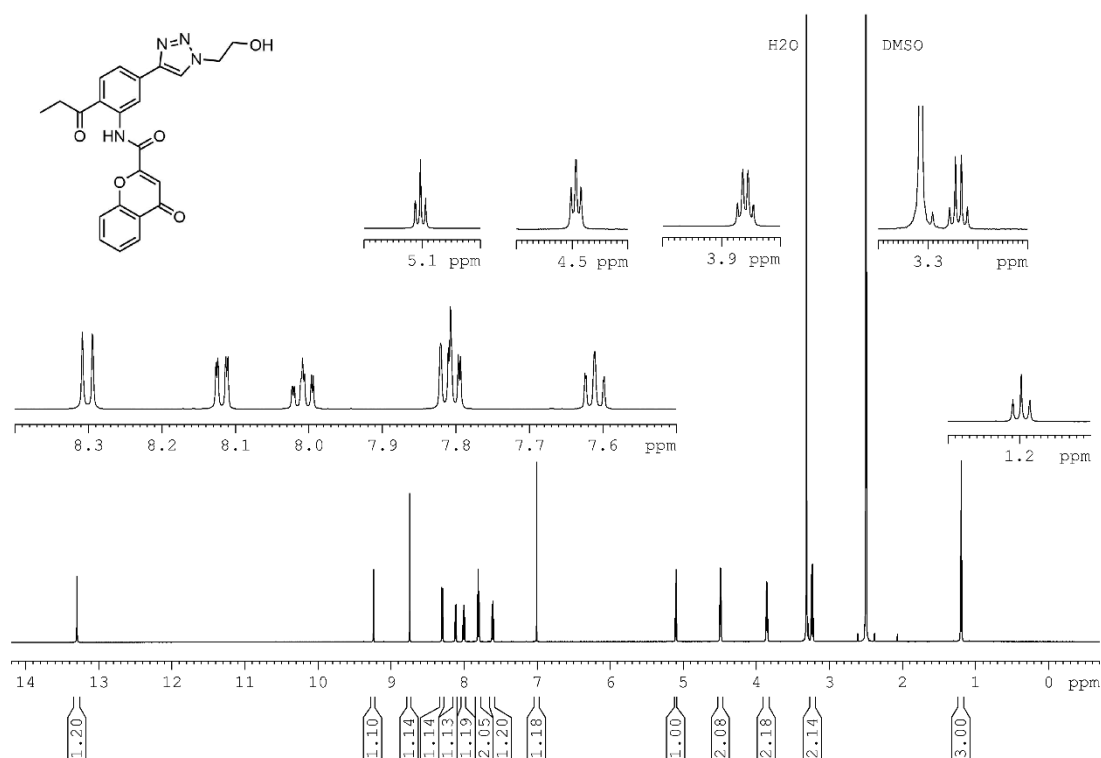 N=N
N
OH
O
HN
O
O
O
H2O
DMSO
5.1 ppm
4.5 ppm
3.9 ppm
3.3 ppm
8.3 8.2 8.1 8.0 7.9 7.8 7.7 7.6 ppm
1.2 ppm
14 13 12 11 10 9 8 7 6 5 4 3 2 1 0 ppm
1.20 1.10 1.14 1.14 1.13 1.19 2.05 1.20 1.18 1.00 2.08 2.18 2.14 3.00